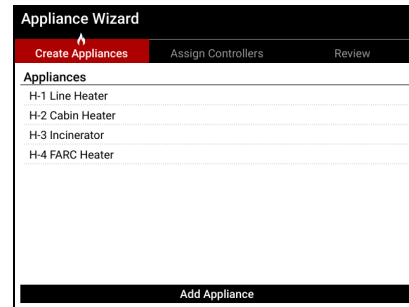 Appliance Wizard
Create Appliances Assign Controllers Review
Appliances
H-1 Line Heater
H-2 Cabin Heater
H-3 Incinerator
H-4 FARC Heater
Add Appliance